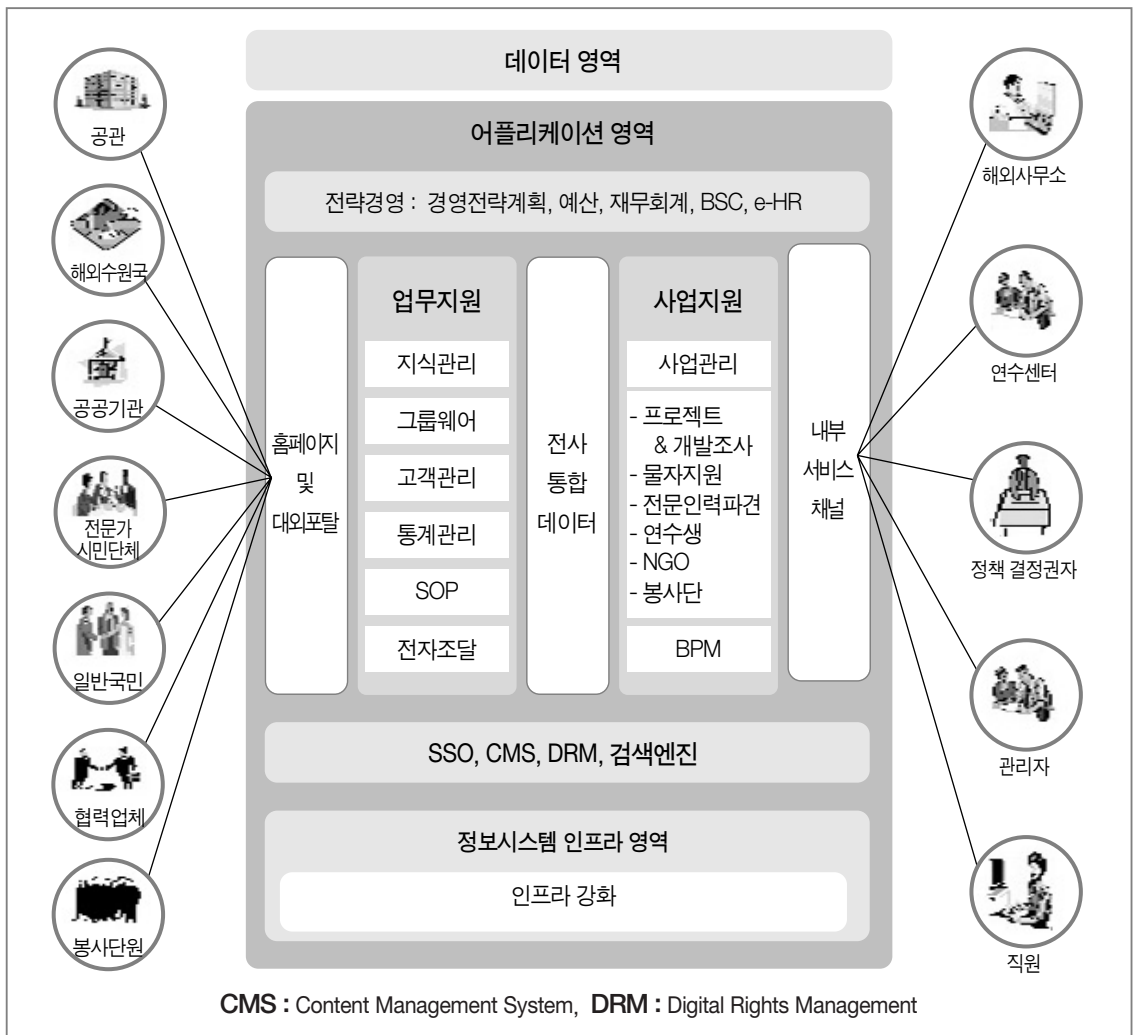 데이터 영역
어플리케이션 영역
전략경영 : 경영전략계획, 예산, 재무회계, BSC, e-HR
공관
해외수원국
공공기관
전문가
시민단체
일반국민
협력업체
봉사단원
홈페이지
및
대외포탈
업무지원
지식관리
그룹웨어
고객관리
통계관리
SOP
전자조달
전사
통합
데이터
사업지원
사업관리
- 프로젝트
& 개발조사
- 물자지원
- 전문인력파견
- 연수생
- NGO
- 봉사단
BPM
내부
서비스
채널
해외사무소
연수센터
정책 결정권자
관리자
직원
SSO, CMS, DRM, 검색엔진
정보시스템 인프라 영역
인프라 강화
CMS : Content Management System, DRM : Digital Rights Management